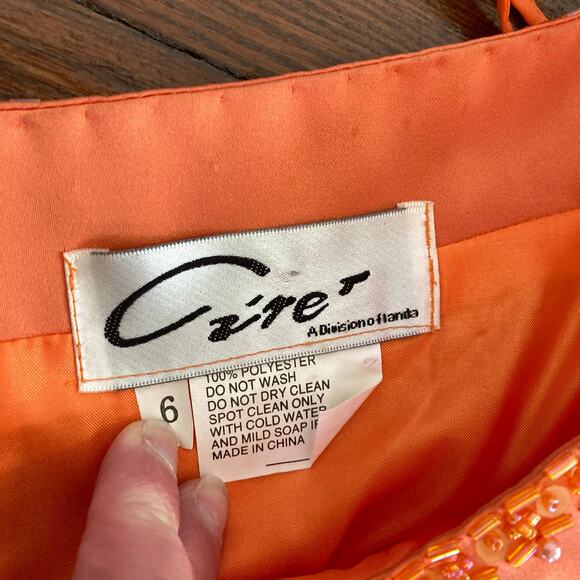 A Division of landa
6
100% POLYESTER
DO NOT WASH
DO NOT DRY CLEAN
SPOT CLEAN ONLY
WITH COLD WATER
AND MILD SOAP IF
MADE IN CHINA